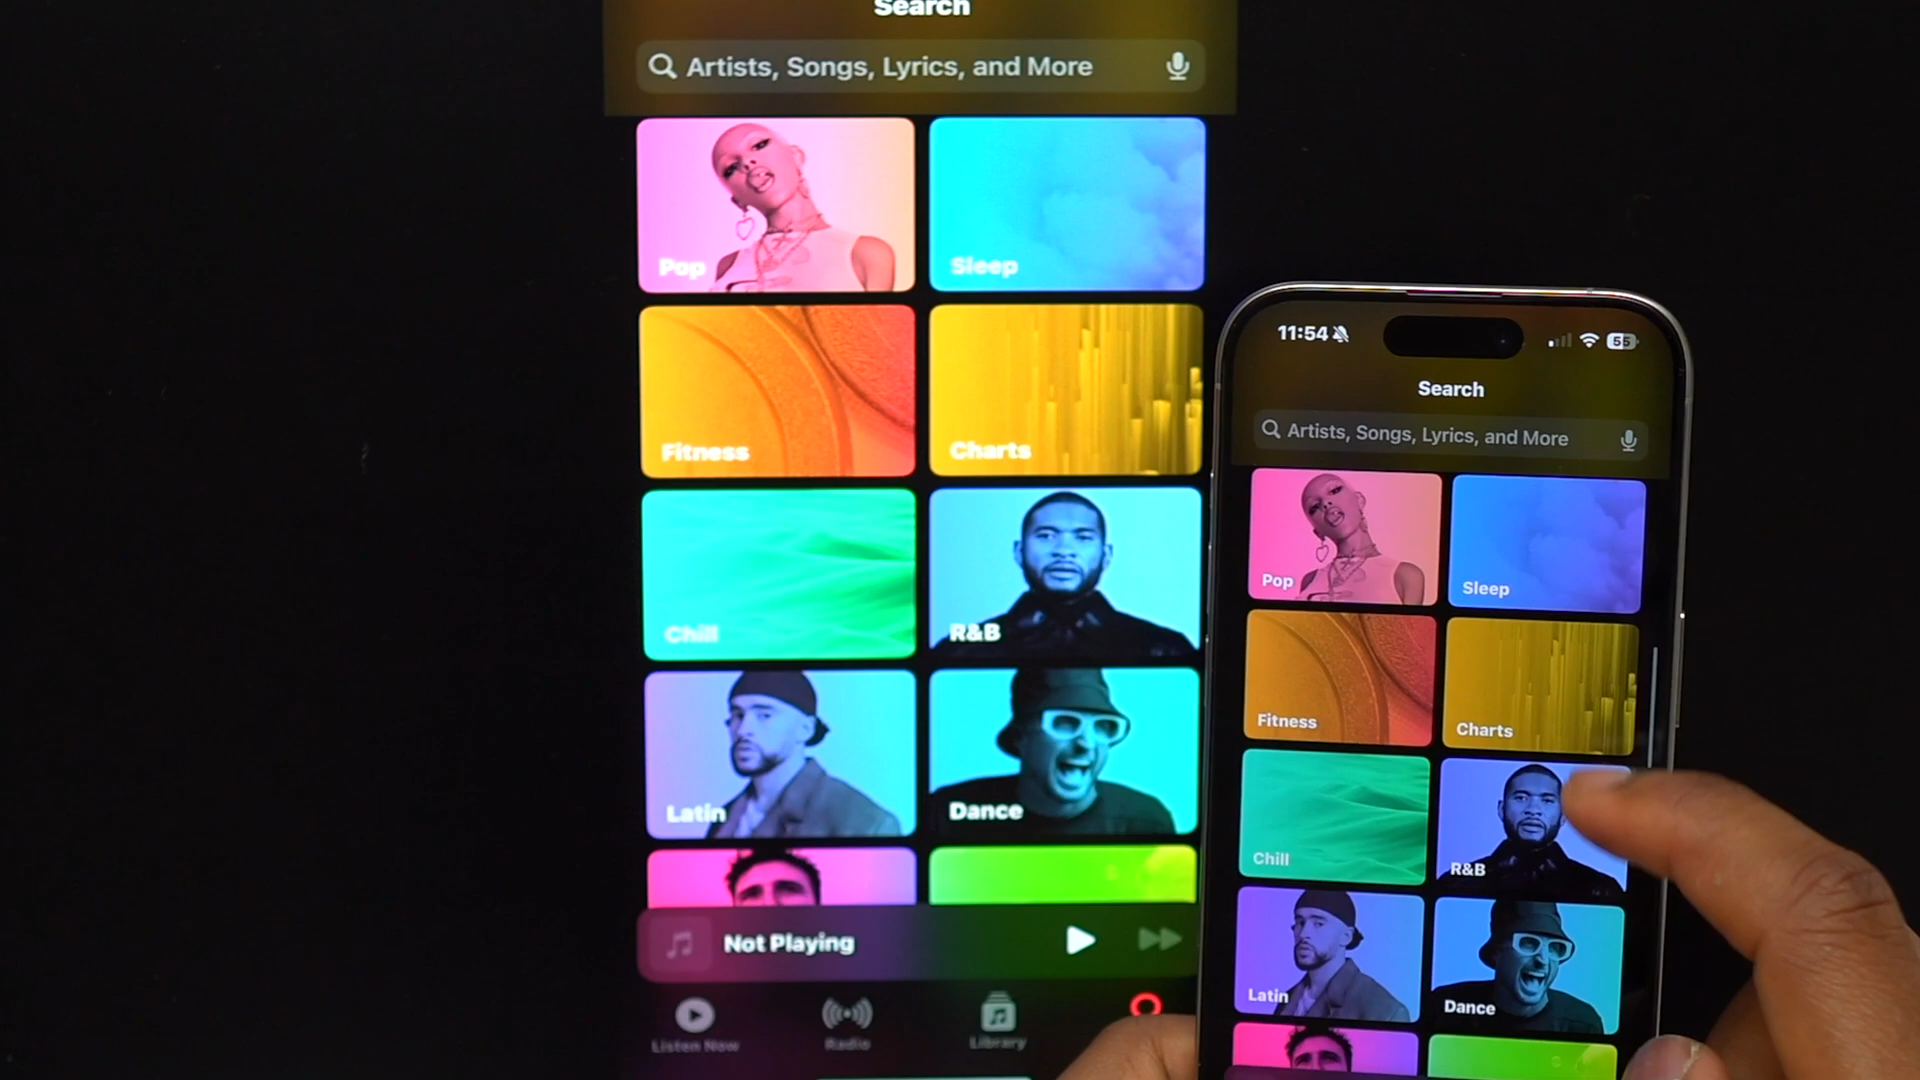 Search
Artists, Songs, Lyrics, and More
Pop
Sleep
Fitness
Charts
Chill
R&B
Latin
Dance
Not Playing
Listen Now
Radio
Library
11:54
55
Search
Artists, Songs, Lyrics, and More
Pop
Sleep
Fitness
Charts
Chill
R&B
Latin
Dance